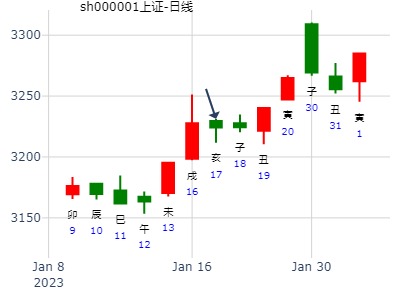 sh000001上证-日线
3300
3250
3200
3150
卯
9
辰
10
巳
11
午
12
未
13
戌
16
亥
17
子
18
丑
19
寅
20
子
30
丑
31
寅
1
Jan 8
2023
Jan 16
Jan 30